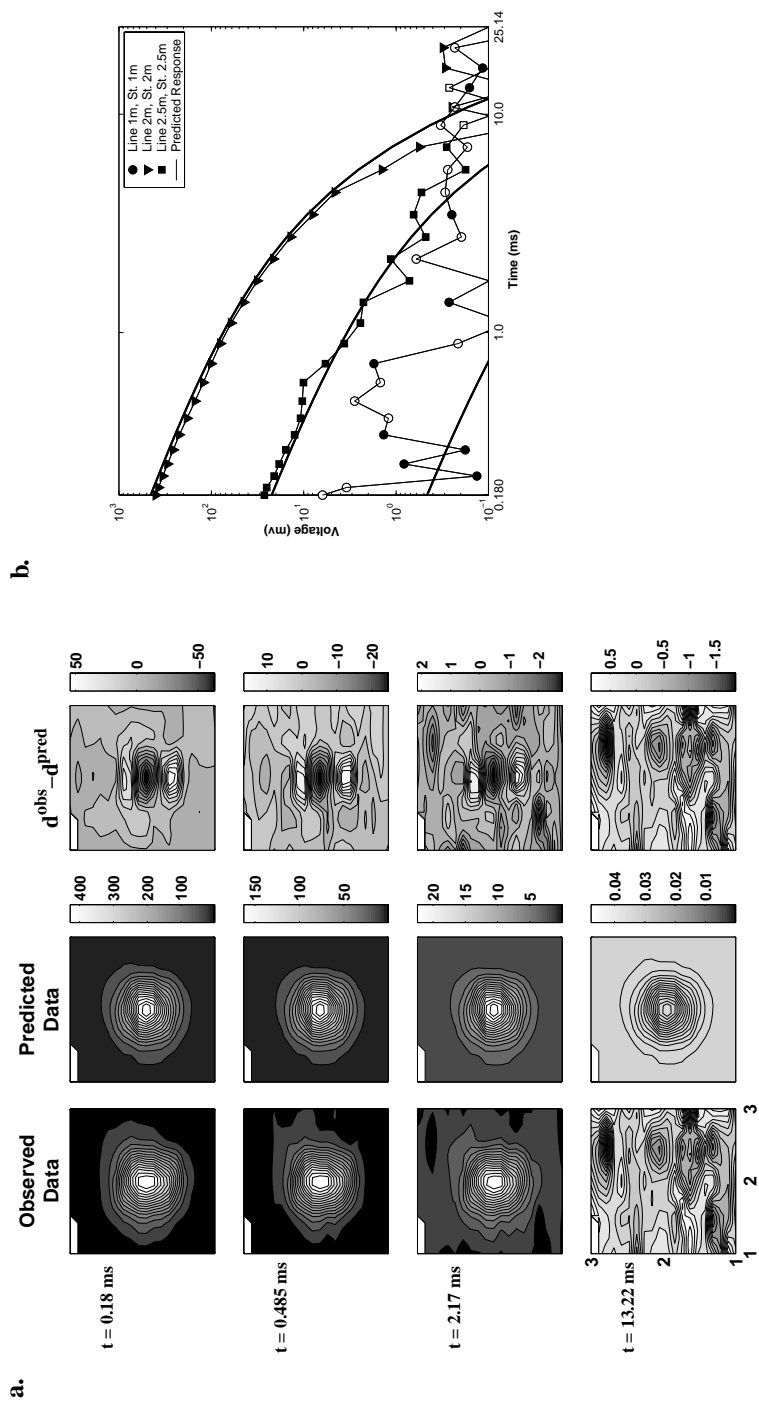 a.
Observed
Data
Predicted
Data
d^obs–d^pred
t = 0.18 ms
400
300
200
100
50
0
−50
t = 0.485 ms
150
100
50
10
0
−10
−20
t = 2.17 ms
20
15
10
5
2
1
0
−1
−2
t = 13.22 ms
3
2
1
1
2
3
0.04
0.03
0.02
0.01
0.5
0
−0.5
−1
−1.5
b.
Line 1m, St. 1m
Line 2m, St. 2m
Line 2.5m, St. 2.5m
Predicted Response
10^3
10^2
10^1
10^0
10^−1
Voltage (mv)
0.180
1.0
10.0
25.14
Time (ms)